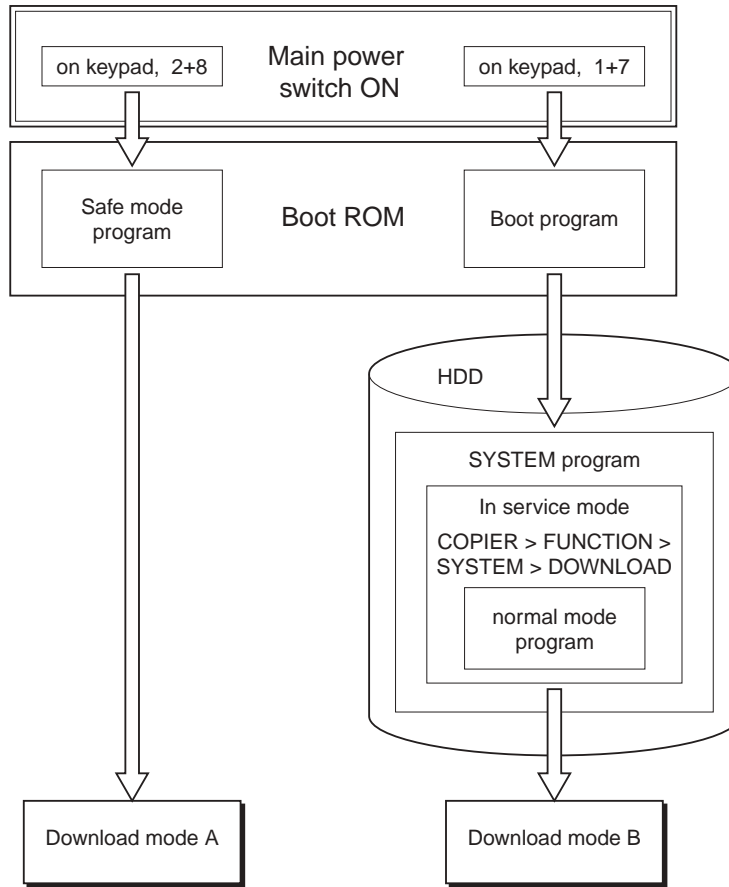 Main power
switch ON
on keypad, 2+8
on keypad, 1+7
Safe mode
program
Boot ROM
Boot program
HDD
SYSTEM program
In service mode
COPIER > FUNCTION >
SYSTEM > DOWNLOAD
normal mode
program
Download mode A
Download mode B